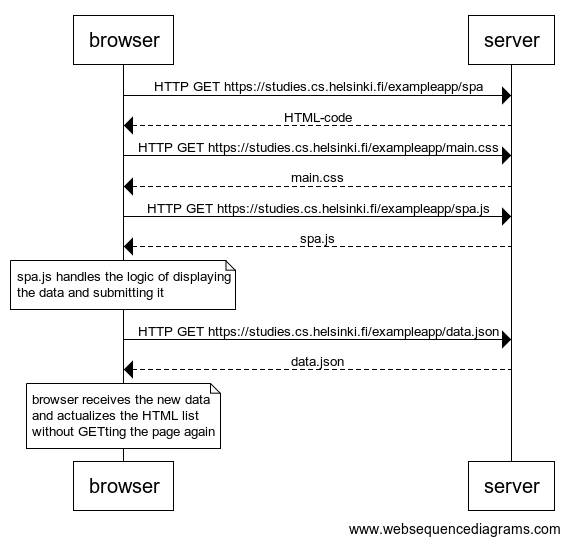 browser
server
HTTP GET https://studies.cs.helsinki.fi/exampleapp/spa
HTML-code
HTTP GET https://studies.cs.helsinki.fi/exampleapp/main.css
main.css
HTTP GET https://studies.cs.helsinki.fi/exampleapp/spa.js
spa.js
spa.js handles the logic of displaying
the data and submitting it
HTTP GET https://studies.cs.helsinki.fi/exampleapp/data.json
data.json
browser receives the new data
and actualizes the HTML list
without GETting the page again
browser
server
www.websequencediagrams.com